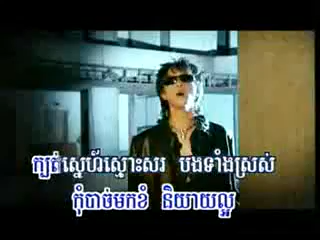 ក្បត់ស្នេហ៍ស្មោះសរ បងទាំងស្រស់
កុំបាច់មកខំ និយាយល្អ